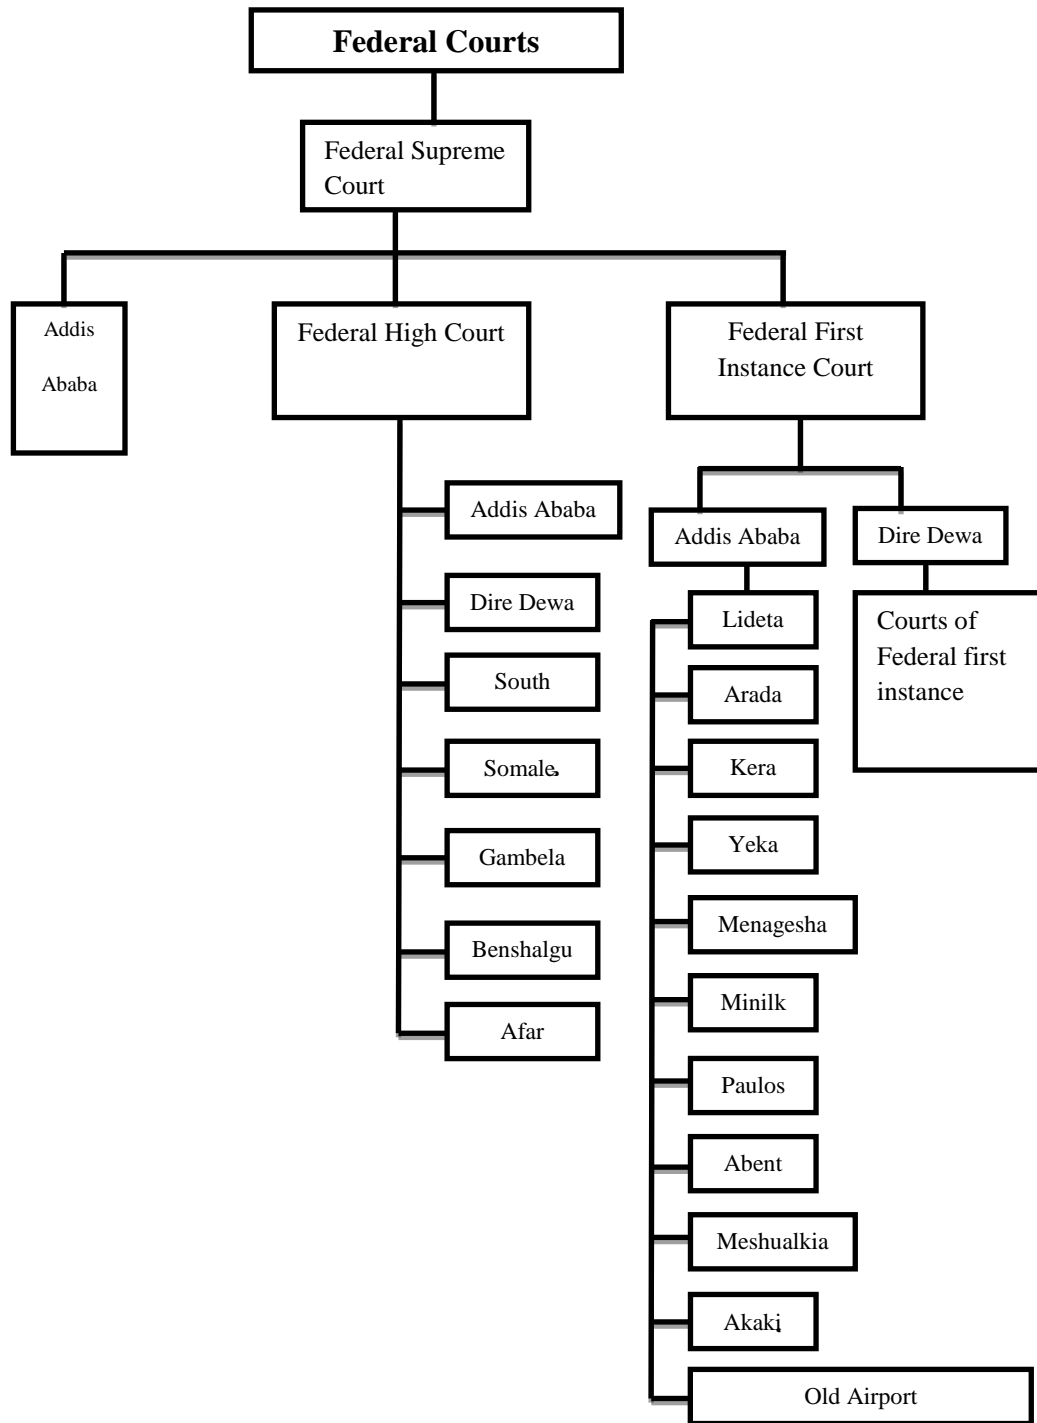 Federal Courts
Federal Supreme
Court
Addis
Ababa
Federal High Court
Federal First
Instance Court
Addis Ababa
Dire Dewa
South
Somale
Gambela
Benshalgu
Afar
Addis Ababa
Lideta
Arada
Kera
Yeka
Menagesha
Minilk
Paulos
Abent
Meshualkia
Akaki
Old Airport
Dire Dewa
Courts of
Federal first
instance